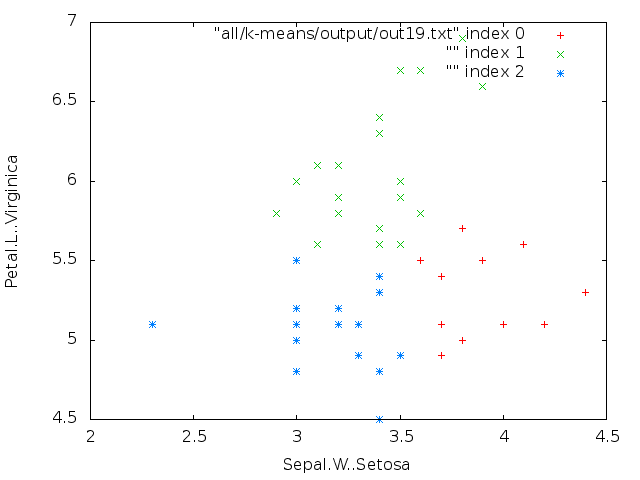 "all/k-means/output/out19.txt" index 0
"" index 1
"" index 2
7
6.5
6
5.5
5
4.5
Petal.L..Virginica
2 2.5 3 3.5 4 4.5
Sepal.W..Setosa